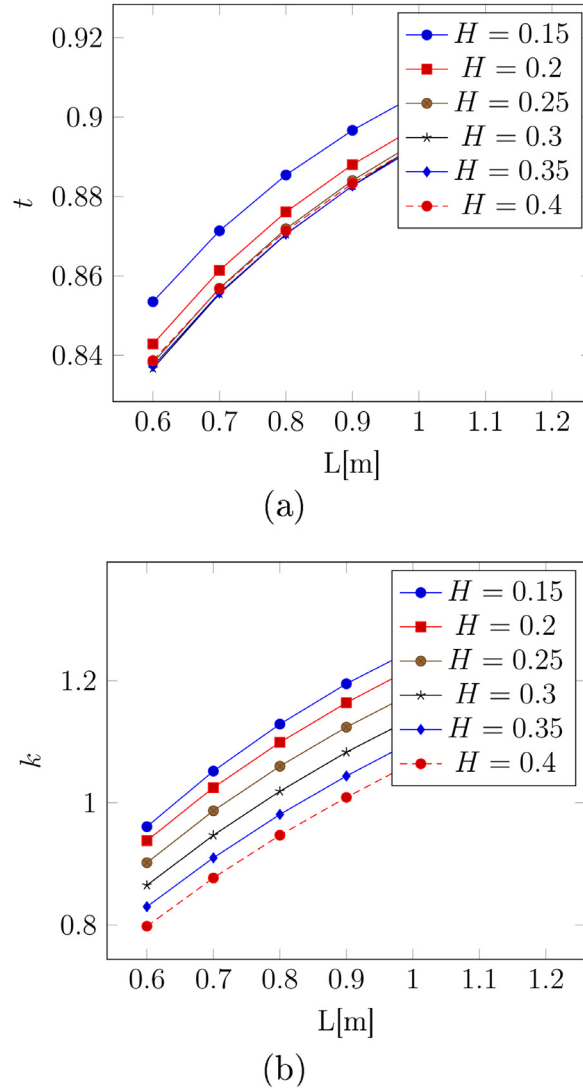 0.92
0.9
0.88
0.86
0.84
t
H = 0.15
H = 0.2
H = 0.25
H = 0.3
H = 0.35
H = 0.4
0.6 0.7 0.8 0.9 1 1.1 1.2
L[m]
(a)
1.2
1
0.8
k
H = 0.15
H = 0.2
H = 0.25
H = 0.3
H = 0.35
H = 0.4
0.6 0.7 0.8 0.9 1 1.1 1.2
L[m]
(b)